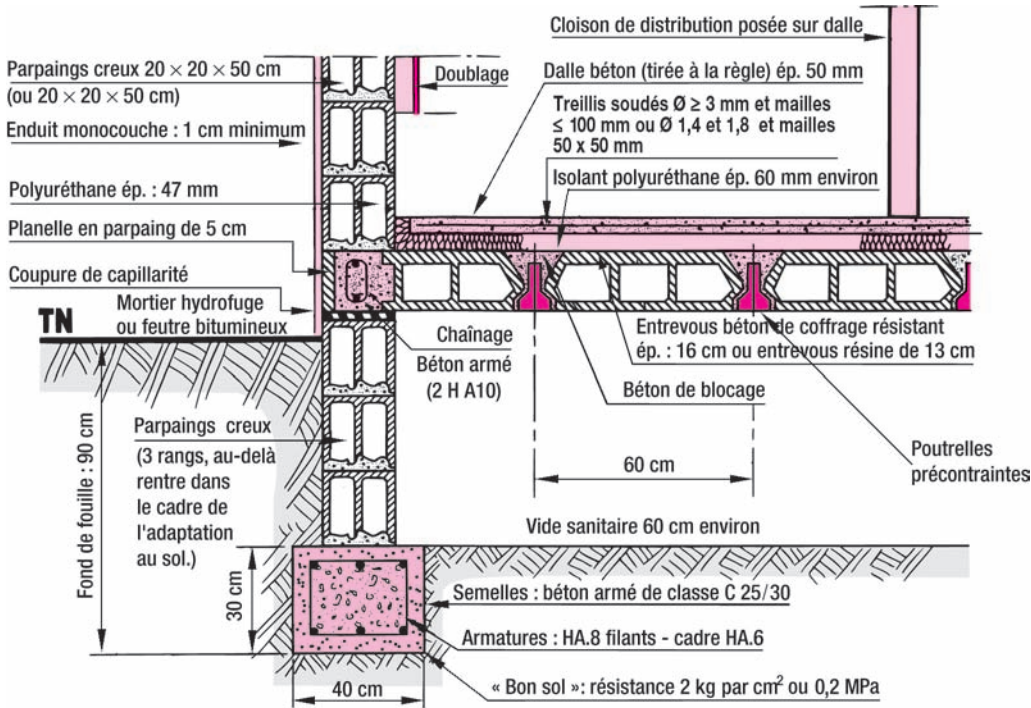 Cloison de distribution posée sur dalle
Parpaings creux 20 × 20 × 50 cm
(ou 20 × 20 × 50 cm)
Doublage
Dalle béton (tirée à la règle) ép. 50 mm
Treillis soudés Ø ≥ 3 mm et mailles
≤ 100 mm ou Ø 1,4 et 1,8 et mailles
50 x 50 mm
Enduit monocouche : 1 cm minimum
Isolant polyuréthane ép. 60 mm environ
Polyuréthane ép. : 47 mm
Planelle en parpaing de 5 cm
Coupure de capillarité
Mortier hydrofuge
ou feutre bitumineux
TN
Chaînage
Béton armé
(2 H A10)
Entrevous béton de coffrage résistant
ép. : 16 cm ou entrevous résine de 13 cm
Béton de blocage
Poutrelles
précontraintes
60 cm
Fond de fouille : 90 cm
Parpaings creux
(3 rangs, au-delà
rentre dans
le cadre de
l'adaptation
au sol.)
Vide sanitaire 60 cm environ
30 cm
Semelles : béton armé de classe C 25/30
Armatures : HA.8 filants - cadre HA.6
« Bon sol » : résistance 2 kg par cm² ou 0,2 MPa
40 cm